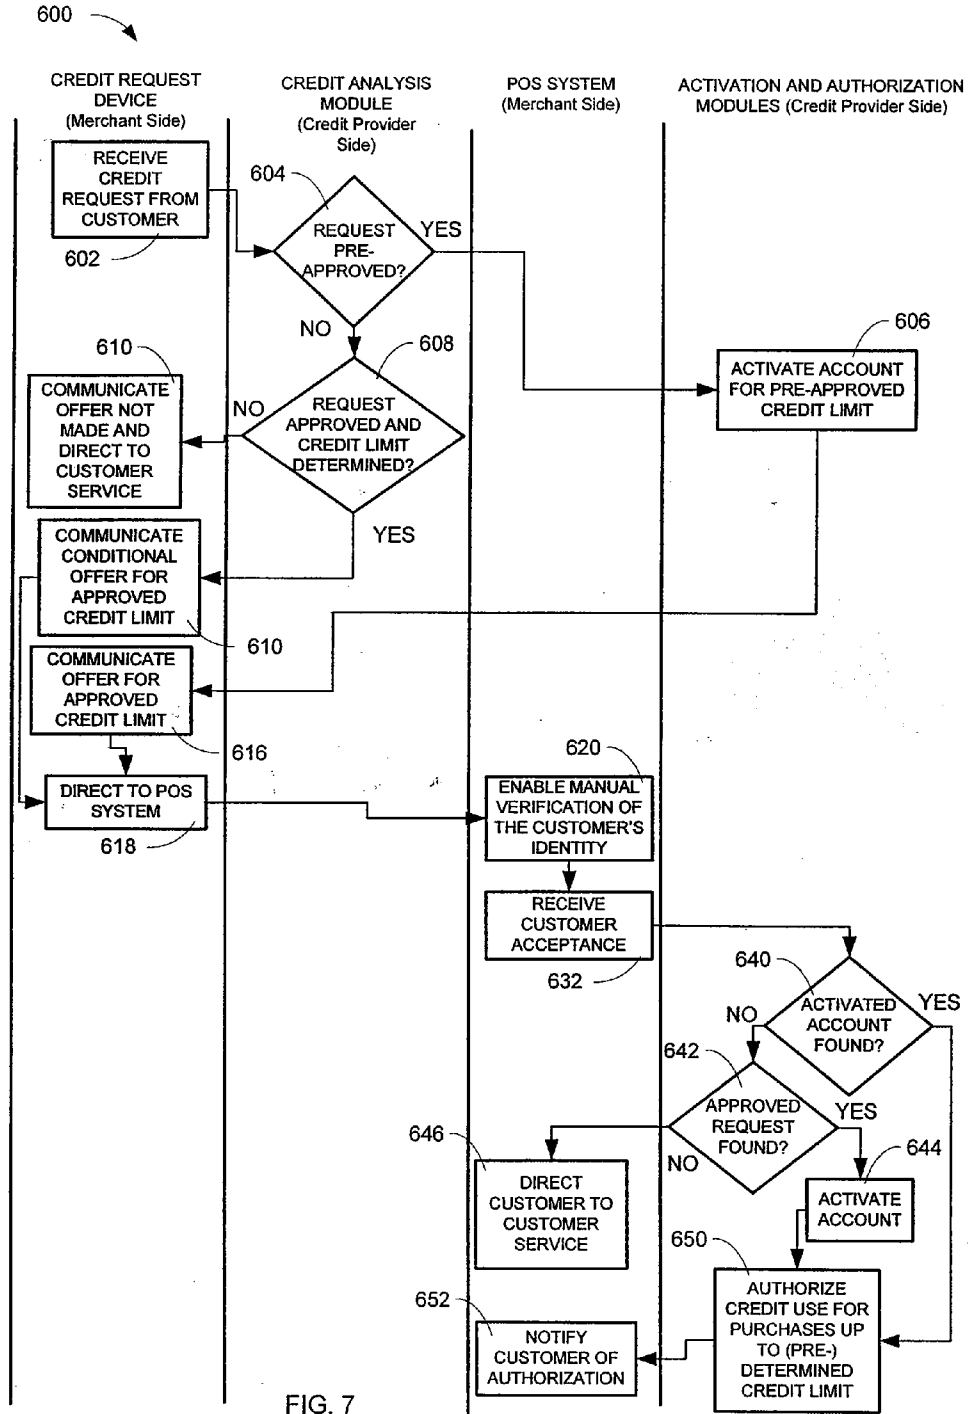 600
CREDIT REQUEST
DEVICE
(Merchant Side)
CREDIT ANALYSIS
MODULE
(Credit Provider
Side)
POS SYSTEM
(Merchant Side)
ACTIVATION AND AUTHORIZATION
MODULES (Credit Provider Side)
RECEIVE
CREDIT
REQUEST FROM
CUSTOMER
602
604
REQUEST
PRE-
APPROVED?
YES
NO
606
ACTIVATE ACCOUNT
FOR PRE-APPROVED
CREDIT LIMIT
608
REQUEST
APPROVED AND
CREDIT LIMIT
DETERMINED?
NO
YES
610
COMMUNICATE
OFFER NOT
MADE AND
DIRECT TO
CUSTOMER
SERVICE
COMMUNICATE
CONDITIONAL
OFFER FOR
APPROVED
CREDIT LIMIT
610
COMMUNICATE
OFFER FOR
APPROVED
CREDIT LIMIT
616
DIRECT TO POS
SYSTEM
618
620
ENABLE MANUAL
VERIFICATION OF
THE CUSTOMER'S
IDENTITY
RECEIVE
CUSTOMER
ACCEPTANCE
632
640
ACTIVATED
ACCOUNT
FOUND?
YES
NO
642
APPROVED
REQUEST
FOUND?
YES
NO
644
ACTIVATE
ACCOUNT
646
DIRECT
CUSTOMER TO
CUSTOMER
SERVICE
650
AUTHORIZE
CREDIT USE FOR
PURCHASES UP
TO (PRE-)
DETERMINED
CREDIT LIMIT
652
NOTIFY
CUSTOMER OF
AUTHORIZATION
FIG. 7